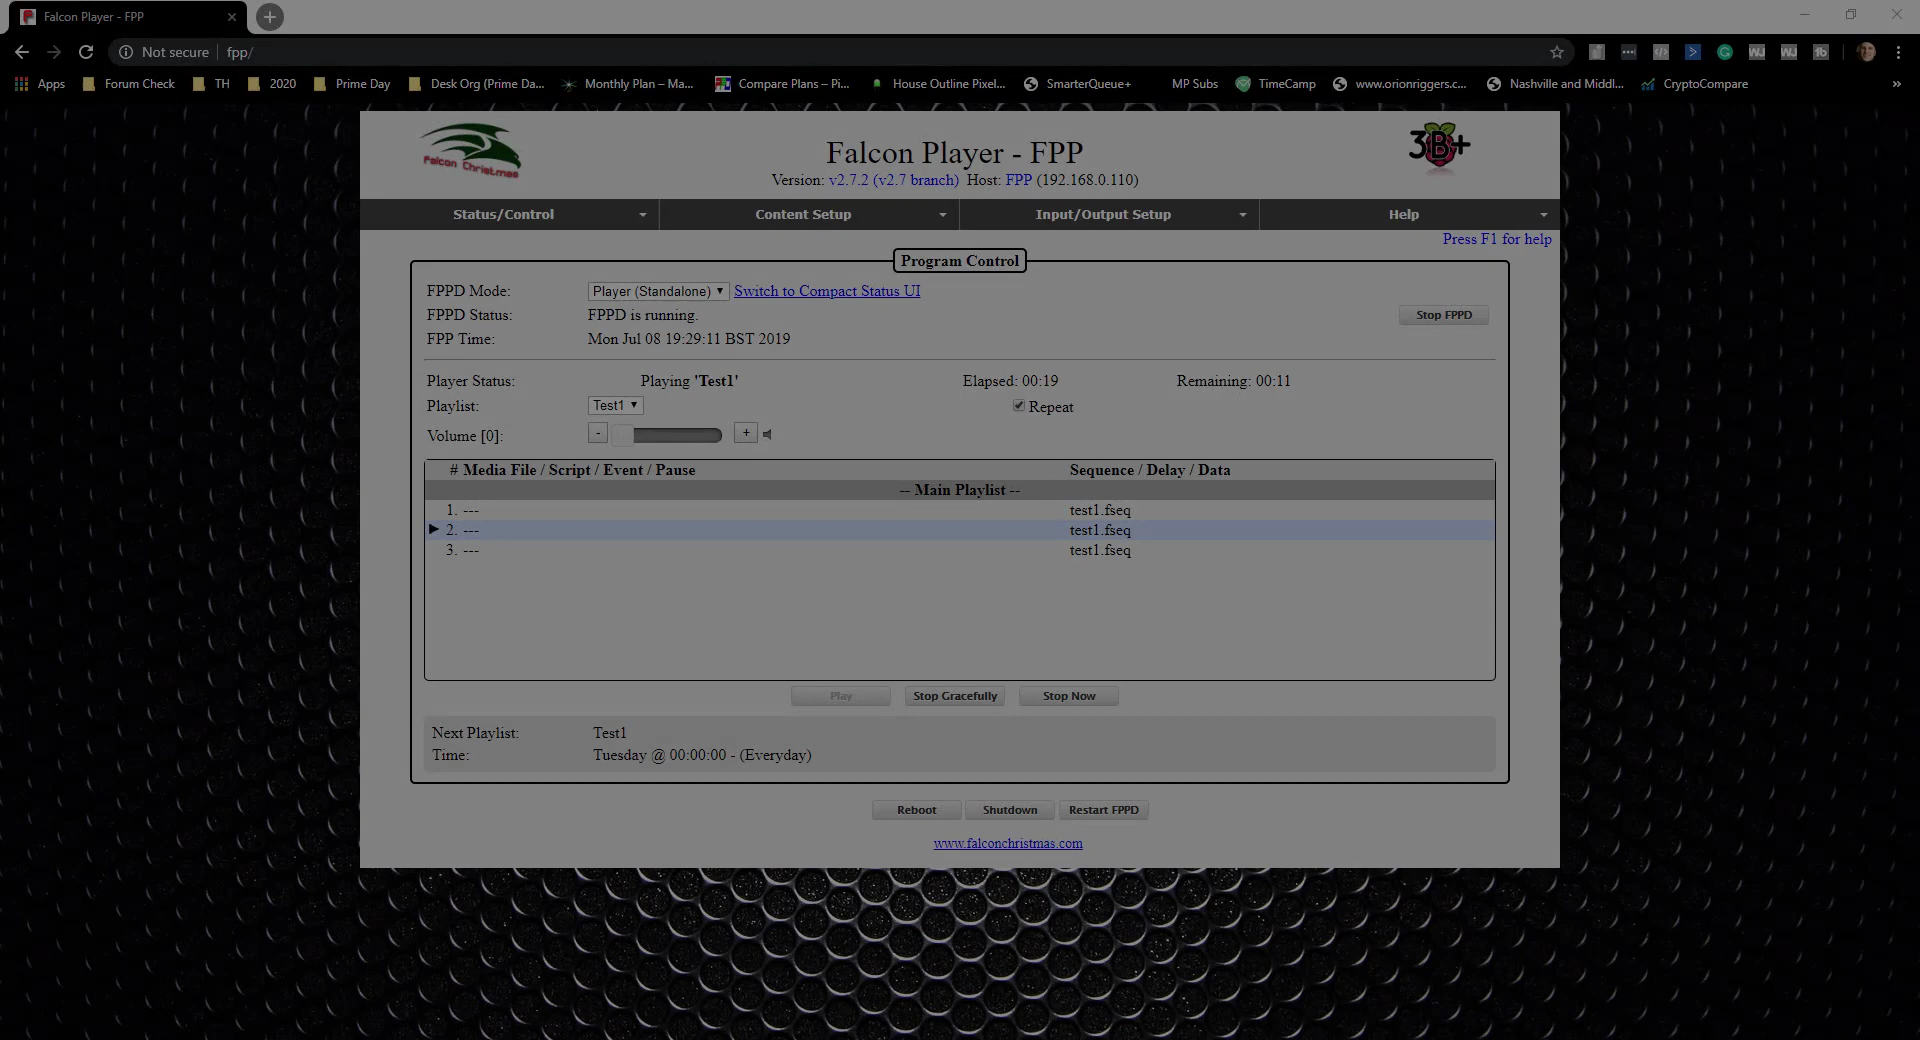 Falcon Player - FPP
Not secure | fpp/
Apps Forum Check TH 2020 Prime Day Desk Org (Prime Da... Monthly Plan – Ma... Compare Plans – Pi... House Outline Pixel... SmarterQueue+ MP Subs TimeCamp www.orionriggers.c... Nashville and Middl... CryptoCompare »
Falcon Christmas
Falcon Player - FPP
3B+
Version: v2.7.2 (v2.7 branch) Host: FPP (192.168.0.110)
Status/Control Content Setup Input/Output Setup Help
Press F1 for help
Program Control
FPPD Mode: Player (Standalone) Switch to Compact Status UI
FPPD Status: FPPD is running. Stop FPPD
FPP Time: Mon Jul 08 19:29:11 BST 2019
Player Status: Playing 'Test1' Elapsed: 00:19 Remaining: 00:11
Playlist: Test1 Repeat
Volume [0]: - +
# Media File / Script / Event / Pause Sequence / Delay / Data
-- Main Playlist --
1. --- test1.fseq
2. --- test1.fseq
3. --- test1.fseq
Play Stop Gracefully Stop Now
Next Playlist: Test1
Time: Tuesday @ 00:00:00 - (Everyday)
Reboot Shutdown Restart FPPD
www.falconchristmas.com